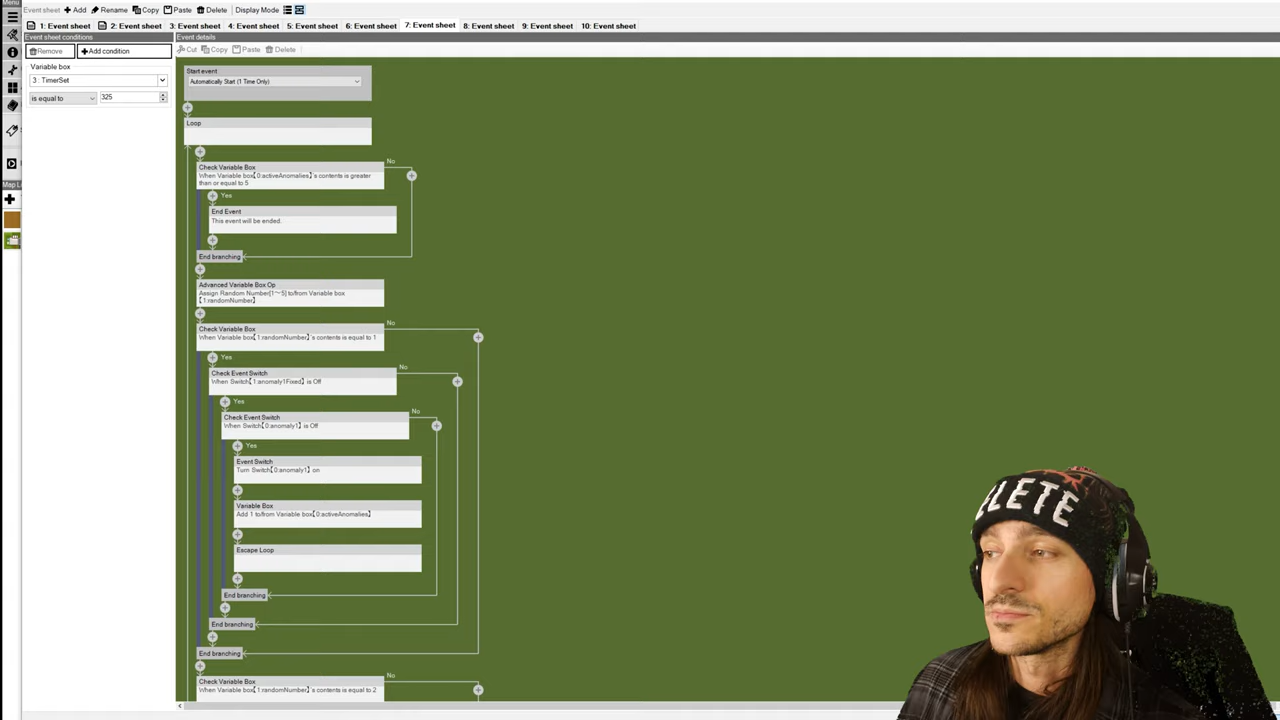 Menu
Event sheet
Add
Rename
Copy
Paste
Delete
Display Mode
1: Event sheet
2: Event sheet
3: Event sheet
4: Event sheet
5: Event sheet
6: Event sheet
7: Event sheet
8: Event sheet
9: Event sheet
10: Event sheet
Event sheet conditions
Remove
Add condition
Variable box
3 : TimerSet
is equal to
325
Event details
Cut
Copy
Paste
Delete
Start event
Automatically Start (1 Time Only)
Loop
Check Variable Box
No
When Variable box【0:activeAnomalies】's contents is greater
than or equal to 5
Yes
End Event
This event will be ended.
End branching
Advanced Variable Box Op
Assign Random Number[1~5] to/from Variable box
【1:randomNumber】
Check Variable Box
No
When Variable box【1:randomNumber】's contents is equal to 1
Yes
Check Event Switch
No
When Switch【1:anomaly1Fixed】 is Off
Yes
Check Event Switch
No
When Switch【0:anomaly1】 is Off
Yes
Event Switch
Turn Switch【0:anomaly1】 on
Variable Box
Add 1 to/from Variable box【0:activeAnomalies】
Escape Loop
End branching
End branching
End branching
Check Variable Box
When Variable box【1:randomNumber】's contents is equal to 2